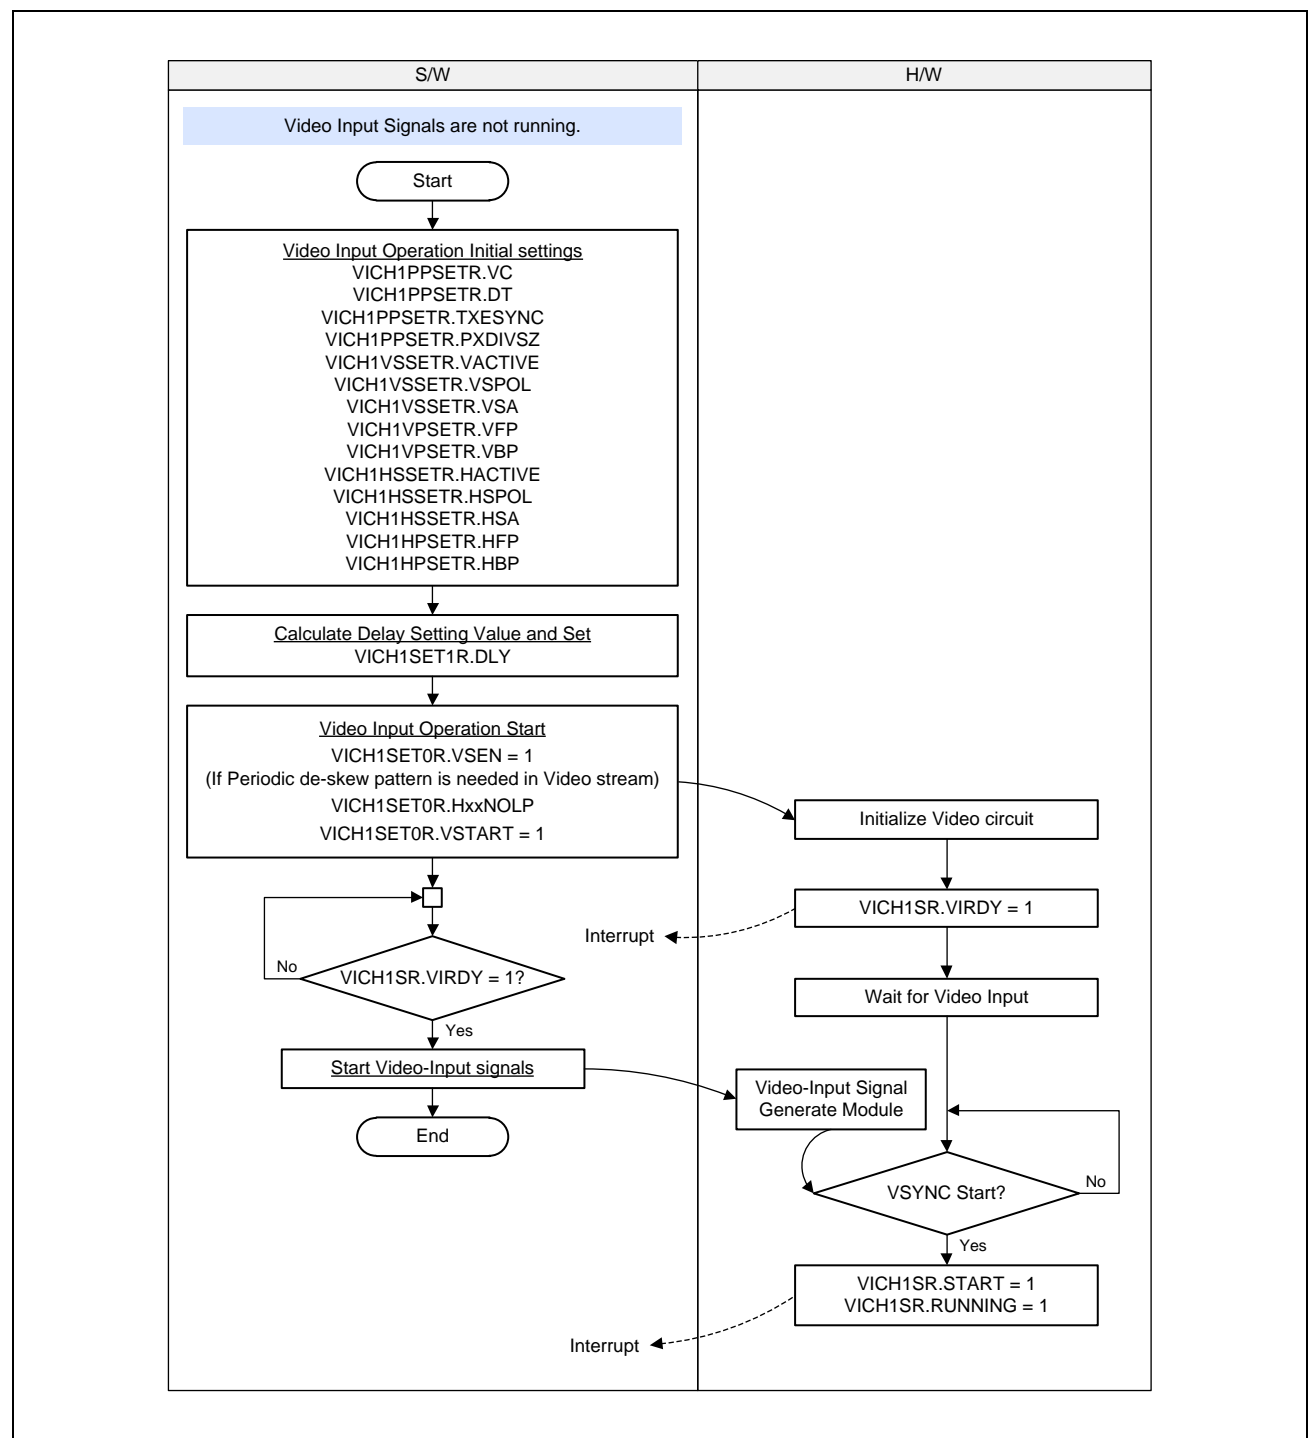 S/W
H/W
Video Input Signals are not running.
Start
Video Input Operation Initial settings
VICH1PPSETR.VC
VICH1PPSETR.DT
VICH1PPSETR.TXESYNC
VICH1PPSETR.PXDIVSZ
VICH1VSSETR.VACTIVE
VICH1VSSETR.VSPOL
VICH1VSSETR.VSA
VICH1VPSETR.VFP
VICH1VPSETR.VBP
VICH1HSSETR.HACTIVE
VICH1HSSETR.HSPOL
VICH1HSSETR.HSA
VICH1HPSETR.HFP
VICH1HPSETR.HBP
Calculate Delay Setting Value and Set
VICH1SET1R.DLY
Video Input Operation Start
VICH1SET0R.VSEN = 1
(If Periodic de-skew pattern is needed in Video stream)
VICH1SET0R.HxxNOLP
VICH1SET0R.VSTART = 1
Initialize Video circuit
VICH1SR.VIRDY = 1
Interrupt
No
VICH1SR.VIRDY = 1?
Wait for Video Input
Yes
Start Video-Input signals
Video-Input Signal
Generate Module
End
VSYNC Start?
No
Yes
VICH1SR.START = 1
VICH1SR.RUNNING = 1
Interrupt